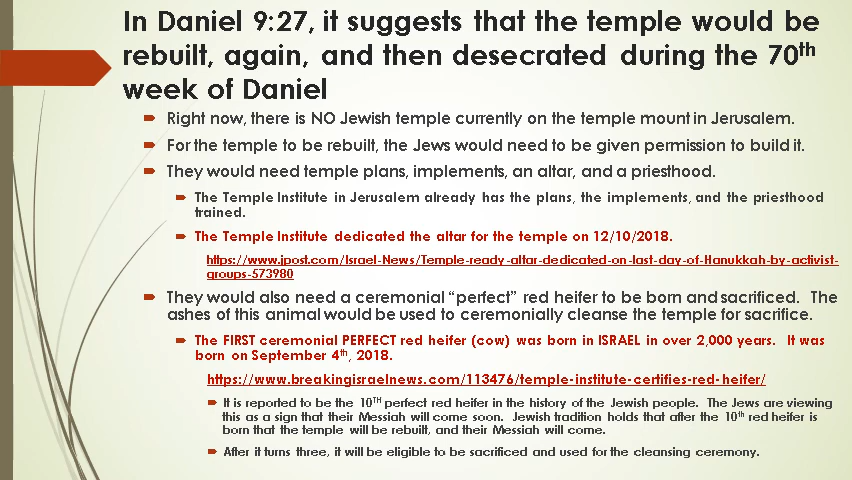 In Daniel 9:27, it suggests that the temple would be
rebuilt, again, and then desecrated during the 70th
week of Daniel
Right now, there is NO Jewish temple currently on the temple mount in Jerusalem.
For the temple to be rebuilt, the Jews would need to be given permission to build it.
They would need temple plans, implements, an altar, and a priesthood.
The Temple Institute in Jerusalem already has the plans, the implements, and the priesthood
trained.
The Temple Institute dedicated the altar for the temple on 12/10/2018.
https://www.jpost.com/Israel-News/Temple-ready-altar-dedicated-on-last-day-of-Hanukkah-by-activist-
groups-573980
They would also need a ceremonial “perfect” red heifer to be born and sacrificed. The
ashes of this animal would be used to ceremonially cleanse the temple for sacrifice.
The FIRST ceremonial PERFECT red heifer (cow) was born in ISRAEL in over 2,000 years. It was
born on September 4th, 2018.
https://www.breakingisraelnews.com/113476/temple-institute-certifies-red-heifer/
It is reported to be the 10TH perfect red heifer in the history of the Jewish people. The Jews are viewing
this as a sign that their Messiah will come soon. Jewish tradition holds that after the 10th red heifer is
born that the temple will be rebuilt, and their Messiah will come.
After it turns three, it will be eligible to be sacrificed and used for the cleansing ceremony.